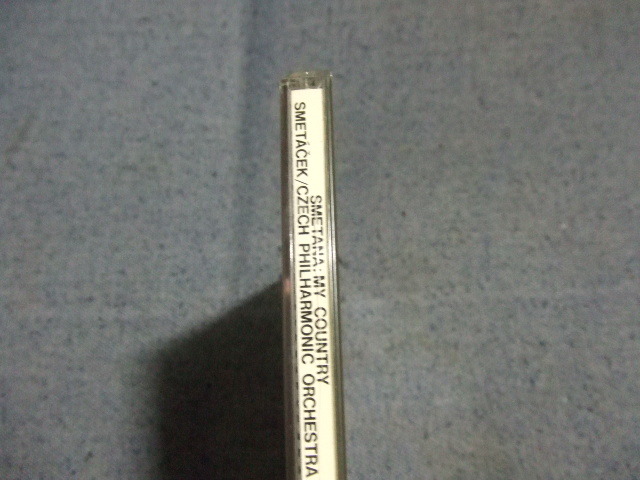 SMETANA: MY COUNTRY
SMETÁČEK/CZECH PHILHARMONIC ORCHESTRA